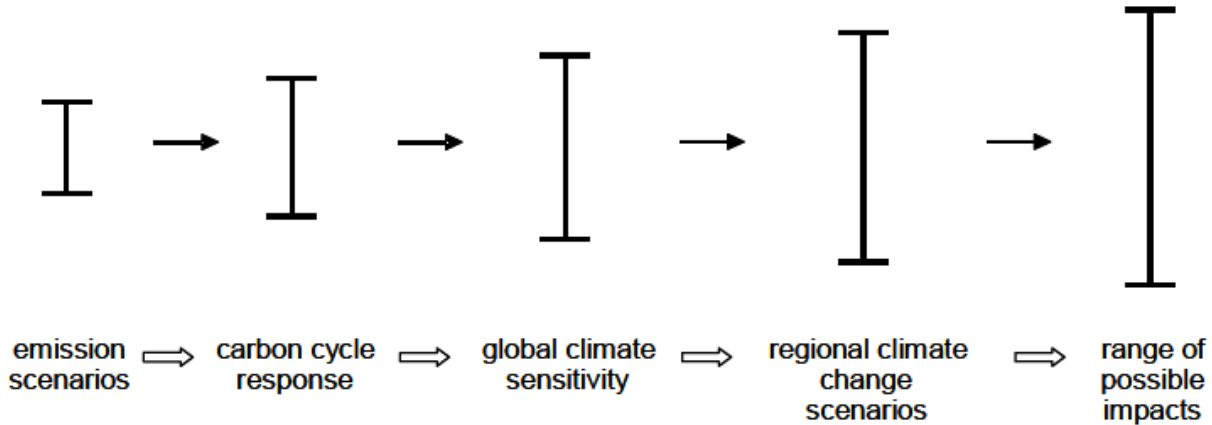 emission
scenarios
carbon cycle
response
global climate
sensitivity
regional climate
change
scenarios
range of
possible
impacts